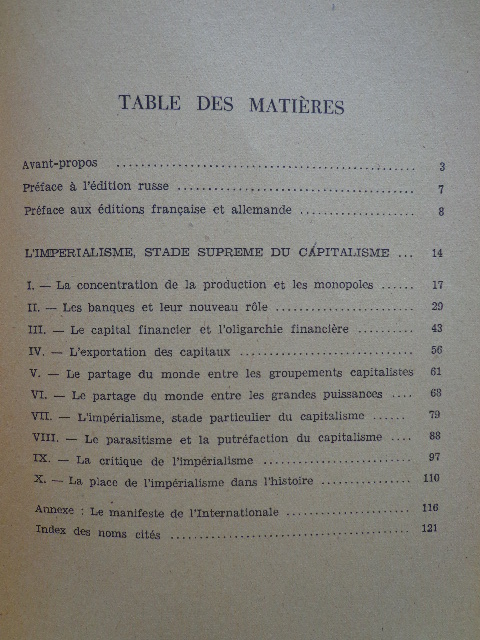 TABLE DES MATIÈRES
Avant-propos ........................................ 3
Préface à l'édition russe ................................ 7
Préface aux éditions française et allemande ................... 8
L'IMPERIALISME, STADE SUPREME DU CAPITALISME ... 14
I. — La concentration de la production et les monopoles ...... 17
II. — Les banques et leur nouveau rôle ....................... 29
III. — Le capital financier et l'oligarchie financière .......... 43
IV. — L'exportation des capitaux ............................. 56
V. — Le partage du monde entre les groupements capitalistes 61
VI. — Le partage du monde entre les grandes puissances .... 68
VII. — L'impérialisme, stade particulier du capitalisme ...... 79
VIII. — Le parasitisme et la putréfaction du capitalisme .... 88
IX. — La critique de l'impérialisme ......................... 97
X. — La place de l'impérialisme dans l'histoire ............... 110
Annexe : Le manifeste de l'Internationale ..................... 116
Index des noms cités ........................................ 121